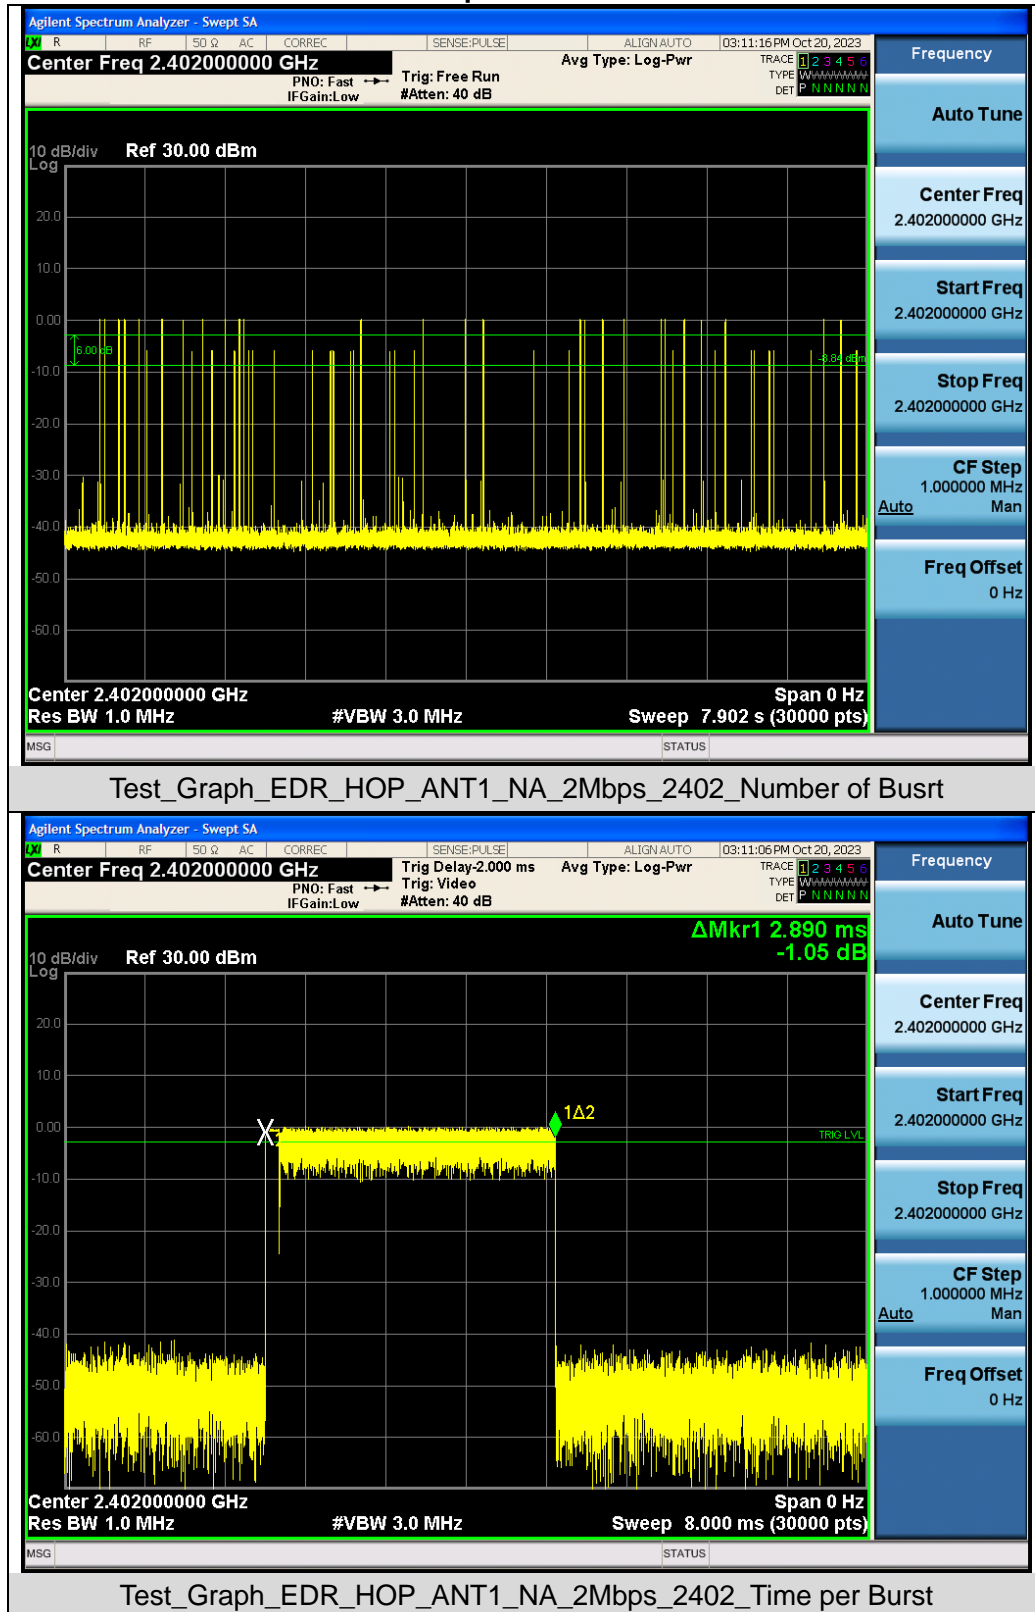 Agilent Spectrum Analyzer - Swept SA
LXI R RF 50 Ω AC CORREC SENSE:PULSE ALIGN AUTO 03:11:16 PM Oct 20, 2023
Center Freq 2.402000000 GHz
PNO: Fast
IFGain:Low
Trig: Free Run
#Atten: 40 dB
Avg Type: Log-Pwr
TRACE 1 2 3 4 5 6
TYPE WWWWWW
DET P N N N N N
Frequency
Auto Tune
Center Freq
2.402000000 GHz
Start Freq
2.402000000 GHz
Stop Freq
2.402000000 GHz
CF Step
1.000000 MHz
Auto Man
Freq Offset
0 Hz
10 dB/div Ref 30.00 dBm
Log
20.0
10.0
0.00
6.00 dB
-8.84 dBm
-10.0
-20.0
-30.0
-40.0
-50.0
-60.0
Center 2.402000000 GHz Span 0 Hz
Res BW 1.0 MHz #VBW 3.0 MHz Sweep 7.902 s (30000 pts)
MSG STATUS
Test_Graph_EDR_HOP_ANT1_NA_2Mbps_2402_Number of Busrt
Agilent Spectrum Analyzer - Swept SA
LXI R RF 50 Ω AC CORREC SENSE:PULSE ALIGN AUTO 03:11:06 PM Oct 20, 2023
Center Freq 2.402000000 GHz
PNO: Fast
IFGain:Low
Trig Delay-2.000 ms
Trig: Video
#Atten: 40 dB
Avg Type: Log-Pwr
TRACE 1 2 3 4 5 6
TYPE WWWWWW
DET P N N N N N
Frequency
Auto Tune
Center Freq
2.402000000 GHz
Start Freq
2.402000000 GHz
Stop Freq
2.402000000 GHz
CF Step
1.000000 MHz
Auto Man
Freq Offset
0 Hz
ΔMkr1 2.890 ms
-1.05 dB
10 dB/div Ref 30.00 dBm
Log
20.0
10.0
0.00
1Δ2
TRIG LVL
-10.0
-20.0
-30.0
-40.0
-50.0
-60.0
Center 2.402000000 GHz Span 0 Hz
Res BW 1.0 MHz #VBW 3.0 MHz Sweep 8.000 ms (30000 pts)
MSG STATUS
Test_Graph_EDR_HOP_ANT1_NA_2Mbps_2402_Time per Burst